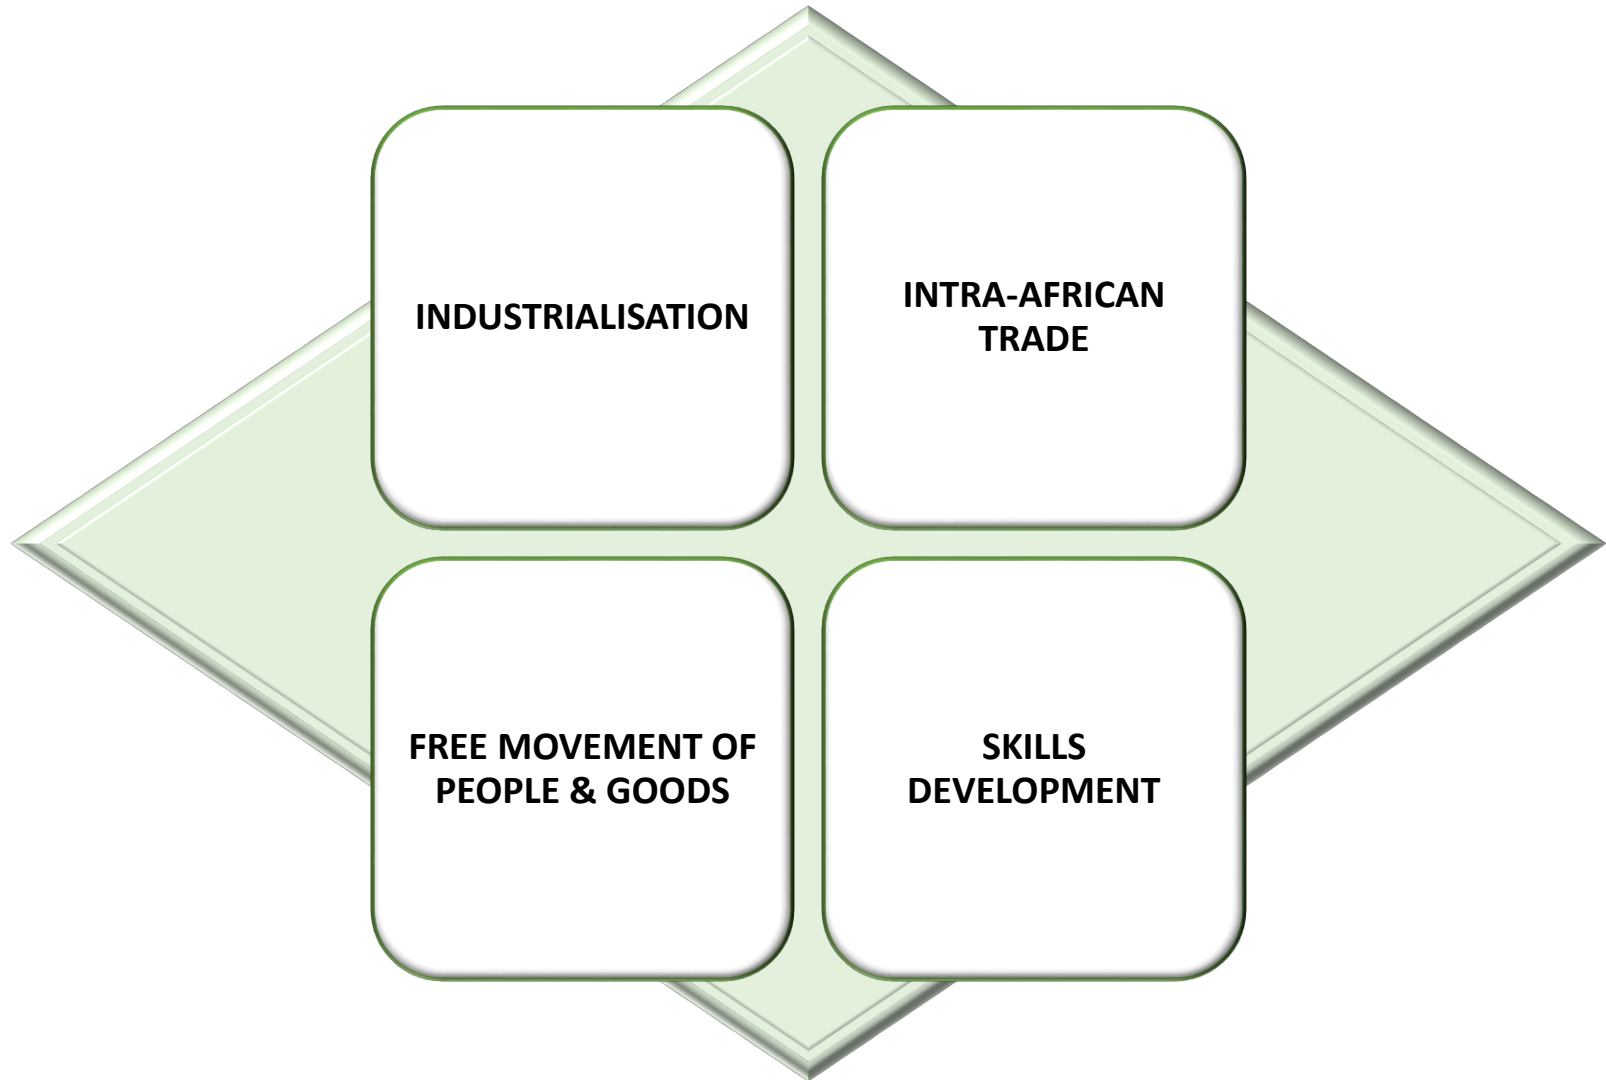 INDUSTRIALISATION
INTRA-AFRICAN
TRADE
FREE MOVEMENT OF
PEOPLE & GOODS
SKILLS
DEVELOPMENT